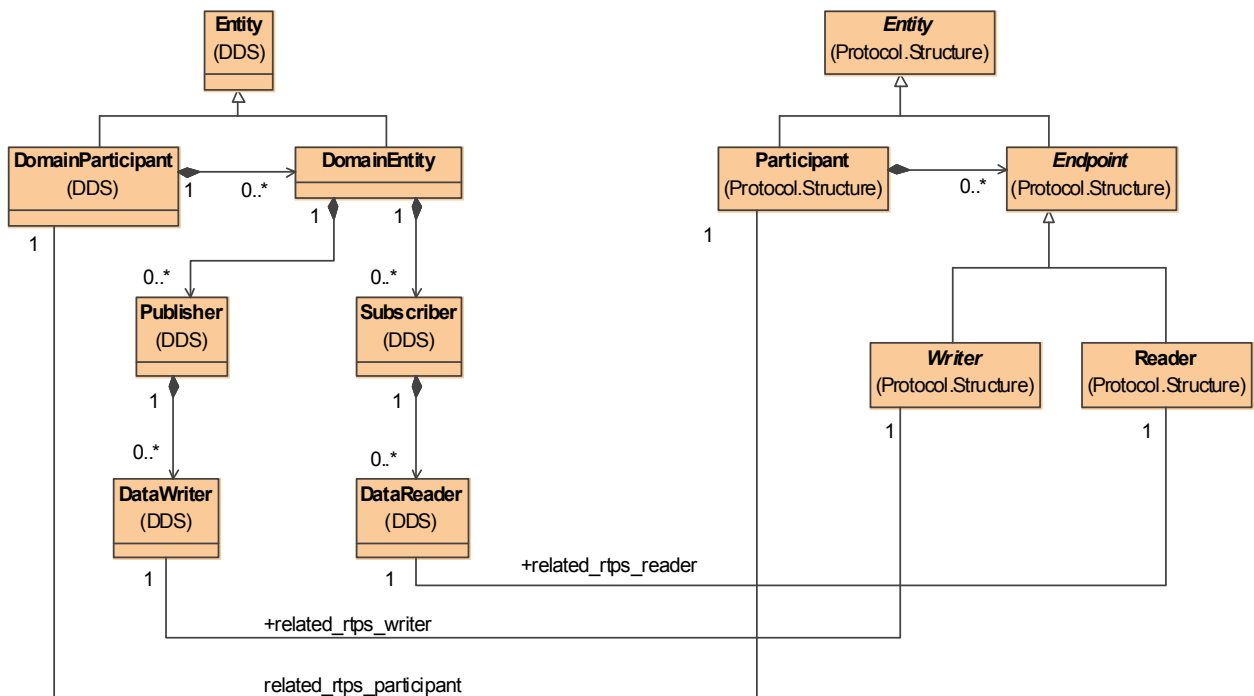 Entity
(DDS)
Entity
(Protocol.Structure)
DomainParticipant
(DDS)
1
0..*
DomainEntity
Participant
(Protocol.Structure)
0..*
Endpoint
(Protocol.Structure)
1
1
1
1
0..*
0..*
Publisher
(DDS)
Subscriber
(DDS)
Writer
(Protocol.Structure)
Reader
(Protocol.Structure)
1
1
1
1
0..*
0..*
DataWriter
(DDS)
DataReader
(DDS)
1
1
+related_rtps_reader
+related_rtps_writer
related_rtps_participant